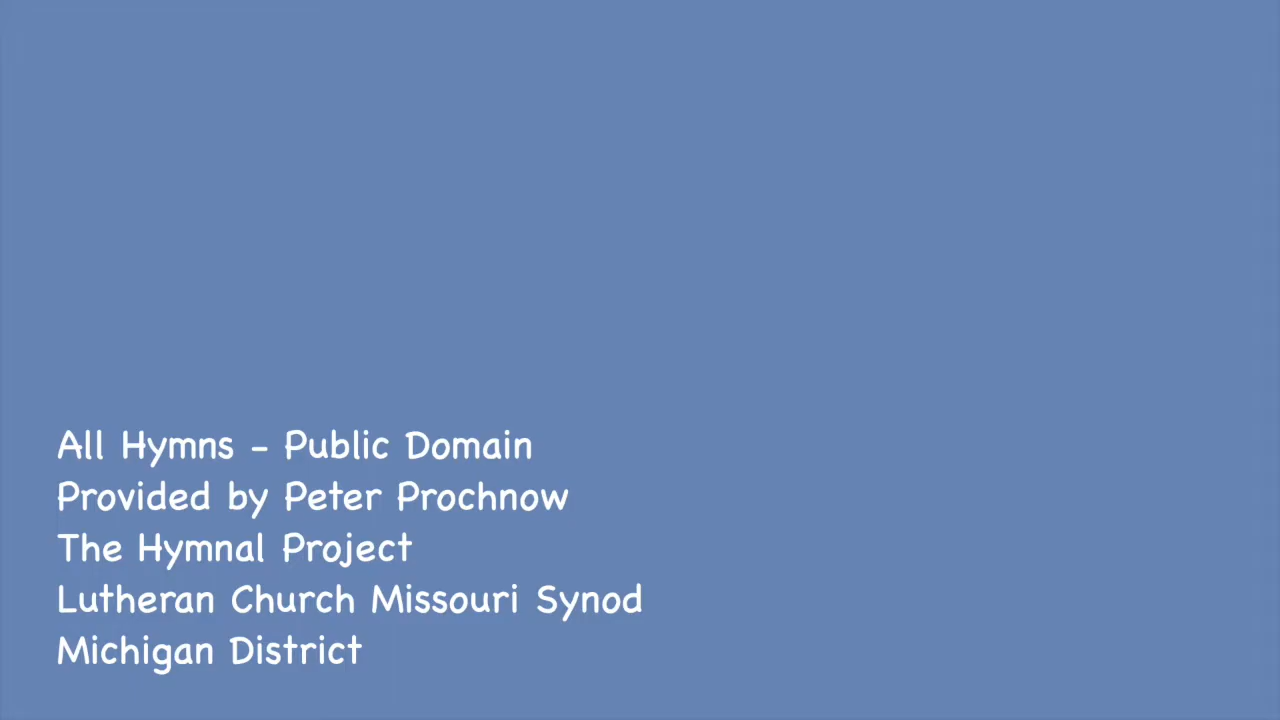 All Hymns - Public Domain
Provided by Peter Prochnow
The Hymnal Project
Lutheran Church Missouri Synod
Michigan District